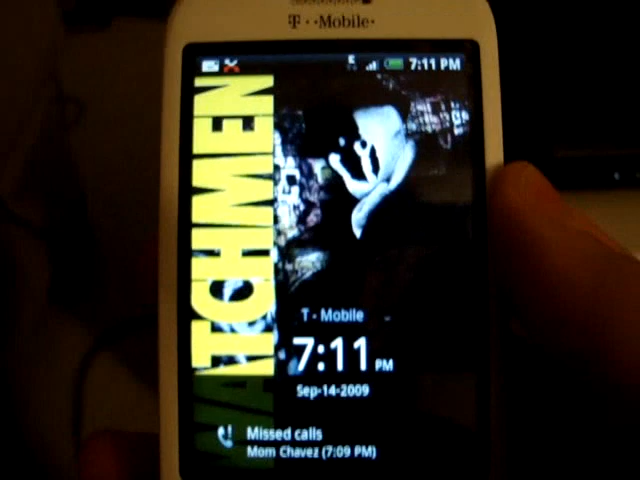 T··Mobile·
E 7:11 PM
WATCHMEN
T - Mobile
7:11 PM
Sep-14-2009
Missed calls
Mom Chavez (7:09 PM)